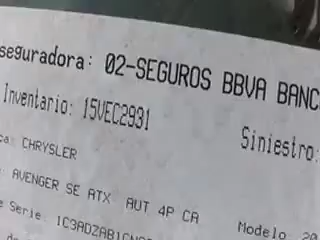 seguradora: 02-SEGUROS BBVA BANC
Inventario: 15VEC2931
Siniestro:
ca: CHRYSLER
: AVENGER SE ATX AUT 4P CA
e Serie: 1C3ADZAB1CN
Modelo: 20